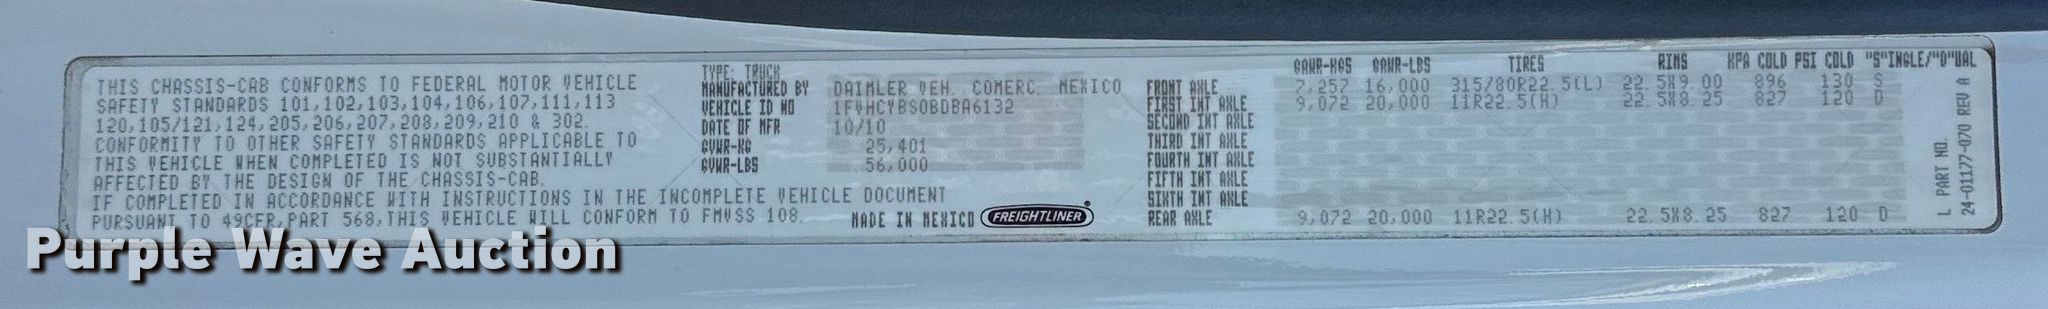 THIS CHASSIS-CAB CONFORMS TO FEDERAL MOTOR VEHICLE
SAFETY STANDARDS 101,102,103,104,106,107,111,113
120,105/121,124,205,206,207,208,209,210 & 302.
CONFORMITY TO OTHER SAFETY STANDARDS APPLICABLE TO
THIS VEHICLE WHEN COMPLETED IS NOT SUBSTANTIALLY
AFFECTED BY THE DESIGN OF THE CHASSIS-CAB.
IF COMPLETED IN ACCORDANCE WITH INSTRUCTIONS IN THE INCOMPLETE VEHICLE DOCUMENT
PURSUANT TO 49CFR,PART 568,THIS VEHICLE WILL CONFORM TO FMVSS 108.
TYPE: TRUCK
MANUFACTURED BY DAIMLER VEH. COMERC. MEXICO
VEHICLE ID NO 1FVHCYBS0BDBA6132
DATE OF MFR 10/10
GVWR-KG 25,401
GVWR-LBS 56,000
MADE IN MEXICO FREIGHTLINER
GAWR-KGS GAWR-LBS TIRES RIMS KPA COLD PSI COLD "S"INGLE/"D"UAL
FRONT AXLE 7,257 16,000 315/80R22.5(L) 22.5X9.00 896 130 S
FIRST INT AXLE 9,072 20,000 11R22.5(H) 22.5X8.25 827 120 D
SECOND INT AXLE
THIRD INT AXLE
FOURTH INT AXLE
FIFTH INT AXLE
SIXTH INT AXLE
REAR AXLE 9,072 20,000 11R22.5(H) 22.5X8.25 827 120 D
L PART NO.
24-01177-070 REV A
Purple Wave Auction